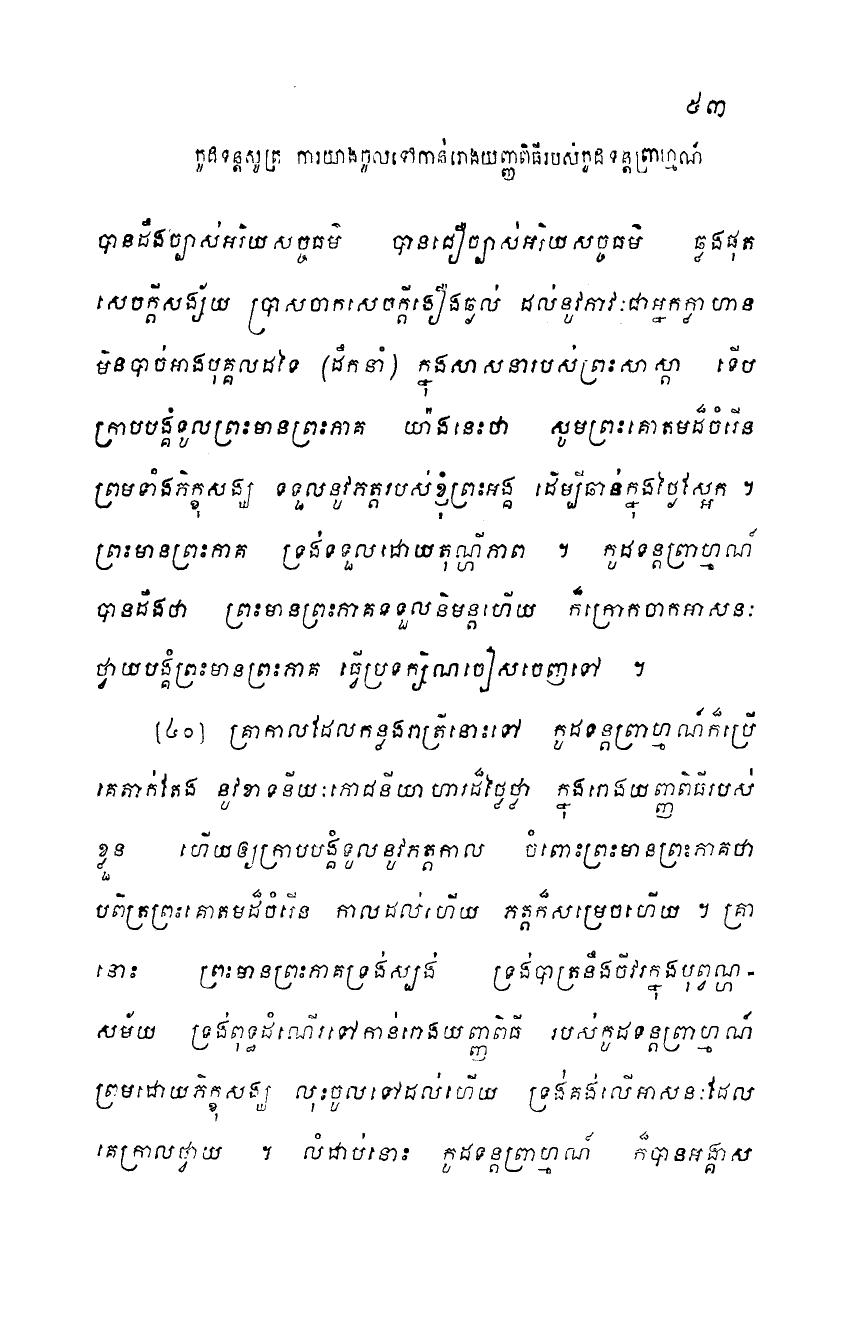 ៥៣
កូដទន្តសូត្រ ការយាងចូលទៅកាន់រោងយញ្ញពិធីរបស់កូដទន្តព្រាហ្មណ៍
បានដឹងច្បាស់អរិយសច្ចធម៌ បានជឿច្បាស់អរិយសច្ចធម៌ ឆ្លងផុត
សេចក្តីសង្ស័យ ប្រាសចាកសេចក្តីងឿងឆ្ងល់ ដល់នូវភាវៈជាអ្នកក្លាហាន
មិនបាច់អាងបុគ្គលដទៃ (ដឹកនាំ) ក្នុងសាសនារបស់ព្រះសាស្តា ទើប
ក្រាបបង្គំទូលព្រះមានព្រះភាគ យ៉ាងនេះថា សូមព្រះគោតមដ៏ចំរើន
ព្រមទាំងភិក្ខុសង្ឃ ទទួលនូវភត្តរបស់ខ្ញុំព្រះអង្គ ដើម្បីឆាន់ក្នុងថ្ងៃស្អែក ។
ព្រះមានព្រះភាគ ទ្រង់ទទួលដោយតុណ្ហីភាព ។ កូដទន្តព្រាហ្មណ៍
បានដឹងថា ព្រះមានព្រះភាគទទួលនិមន្តហើយ ក៏ក្រោកចាកអាសនៈ
ថ្វាយបង្គំព្រះមានព្រះភាគ ធ្វើប្រទក្សិណចៀសចេញទៅ ។
[៤០] គ្រាកាលដែលកន្លងរាត្រីនោះទៅ កូដទន្តព្រាហ្មណ៍ក៏ប្រើ
គេតាក់តែង នូវខាទនីយៈភោជនីយាហារដ៏ថ្លៃថ្លា ក្នុងរោងយញ្ញពិធីរបស់
ខ្លួន ហើយឲ្យក្រាបបង្គំទូលនូវភត្តកាល ចំពោះព្រះមានព្រះភាគថា
បពិត្រព្រះគោតមដ៏ចំរើន កាលដល់ហើយ ភត្តក៏សម្រេចហើយ ។ គ្រា
នោះ ព្រះមានព្រះភាគទ្រង់ស្បង់ ទ្រង់បាត្រនឹងចីវរក្នុងបុព្វណ្ហ-
សម័យ ទ្រង់ពុទ្ធដំណើរទៅកាន់រោងយញ្ញពិធី របស់កូដទន្តព្រាហ្មណ៍
ព្រមដោយភិក្ខុសង្ឃ លុះចូលទៅដល់ហើយ ទ្រង់គង់លើអាសនៈដែល
គេក្រាលថ្វាយ ។ លំដាប់នោះ កូដទន្តព្រាហ្មណ៍ ក៏បានអង្គាស